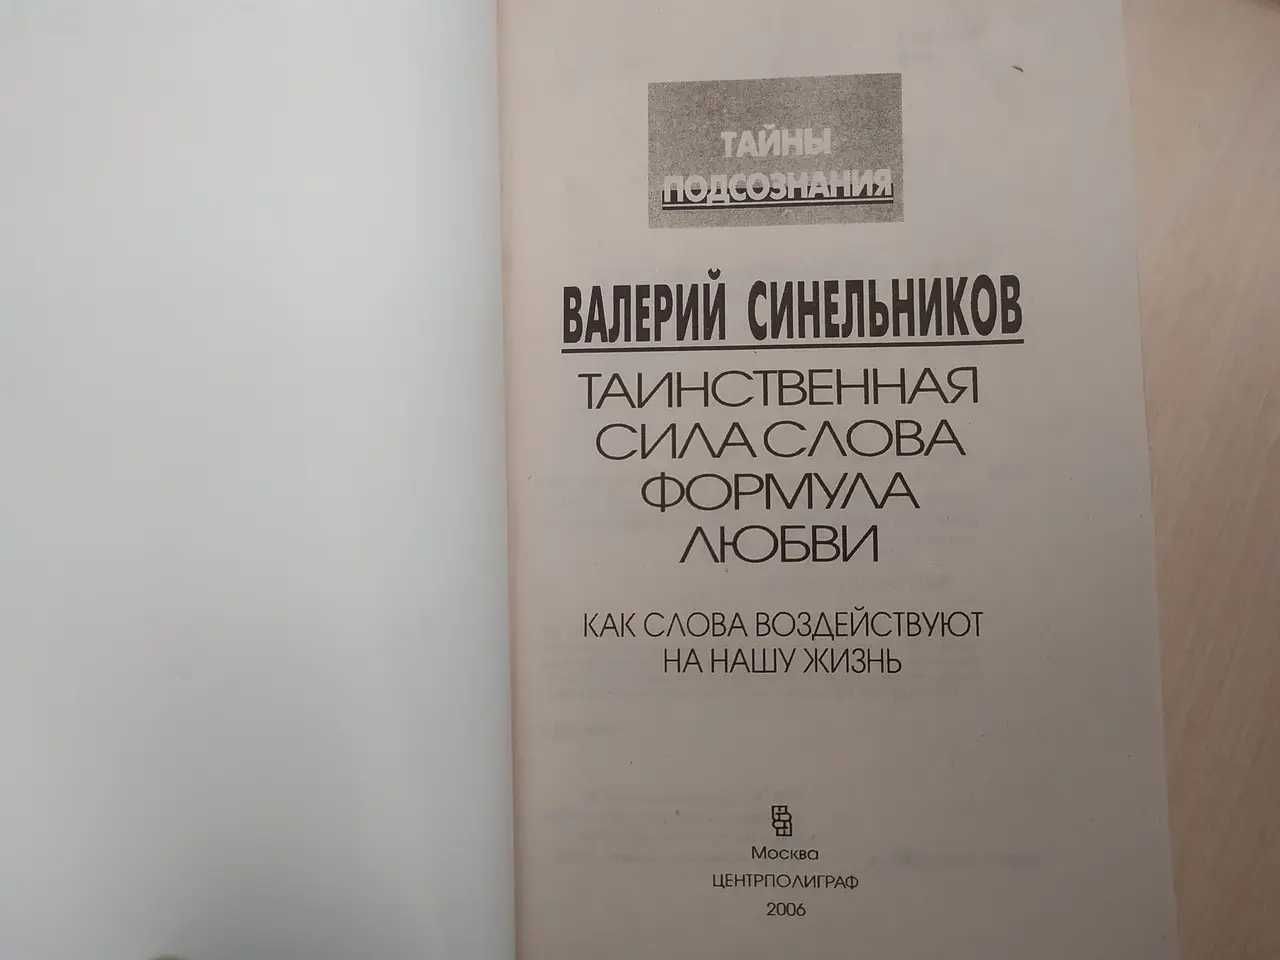 ТАЙНЫ
ПОДСОЗНАНИЯ
ВАЛЕРИЙ СИНЕЛЬНИКОВ
ТАИНСТВЕННАЯ
СИЛА СЛОВА
ФОРМУЛА
ЛЮБВИ
КАК СЛОВА ВОЗДЕЙСТВУЮТ
НА НАШУ ЖИЗНЬ
Москва
ЦЕНТРПОЛИГРАФ
2006